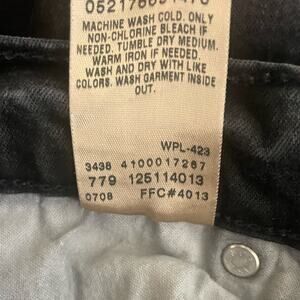 MACHINE WASH COLD. ONLY
NON-CHLORINE BLEACH IF
NEEDED. TUMBLE DRY MEDIUM.
WARM IRON IF NEEDED.
WASH AND DRY WITH LIKE
COLORS. WASH GARMENT INSIDE
OUT.
WPL-423
3438 4100017267
779 125114013
0708 FFC#4013